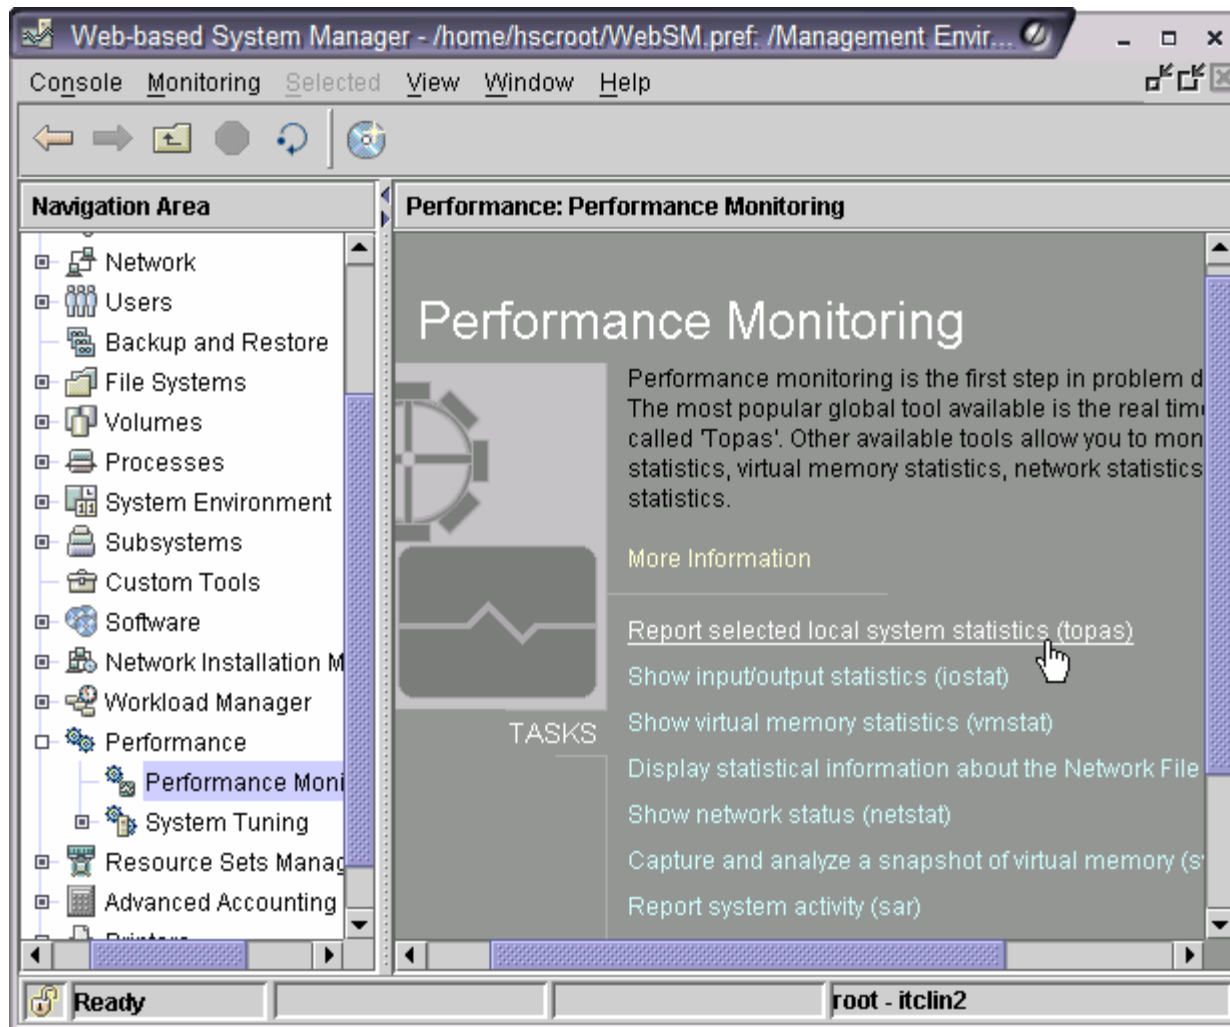 Web-based System Manager - /home/hscroot/WebSM.pref: /Management Envir...
Console Monitoring Selected View Window Help
Navigation Area
Network
Users
Backup and Restore
File Systems
Volumes
Processes
System Environment
Subsystems
Custom Tools
Software
Network Installation M
Workload Manager
Performance
Performance Moni
System Tuning
Resource Sets Manag
Advanced Accounting
Performance: Performance Monitoring
Performance Monitoring
Performance monitoring is the first step in problem d
The most popular global tool available is the real tim
called 'Topas'. Other available tools allow you to mon
statistics, virtual memory statistics, network statistics
statistics.
More Information
TASKS
Report selected local system statistics (topas)
Show input/output statistics (iostat)
Show virtual memory statistics (vmstat)
Display statistical information about the Network File
Show network status (netstat)
Capture and analyze a snapshot of virtual memory (s
Report system activity (sar)
Ready
root - itclin2